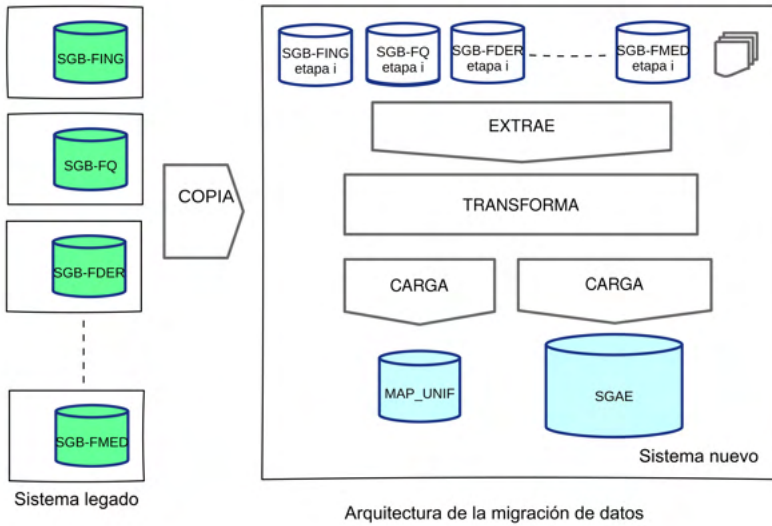 SGB-FING
SGB-FQ
SGB-FDER
SGB-FMED
Sistema legado
COPIA
SGB-FING
etapa i
SGB-FQ
etapa i
SGB-FDER
etapa i
SGB-FMED
etapa i
EXTRAE
TRANSFORMA
CARGA
CARGA
MAP_UNIF
SGAE
Sistema nuevo
Arquitectura de la migración de datos